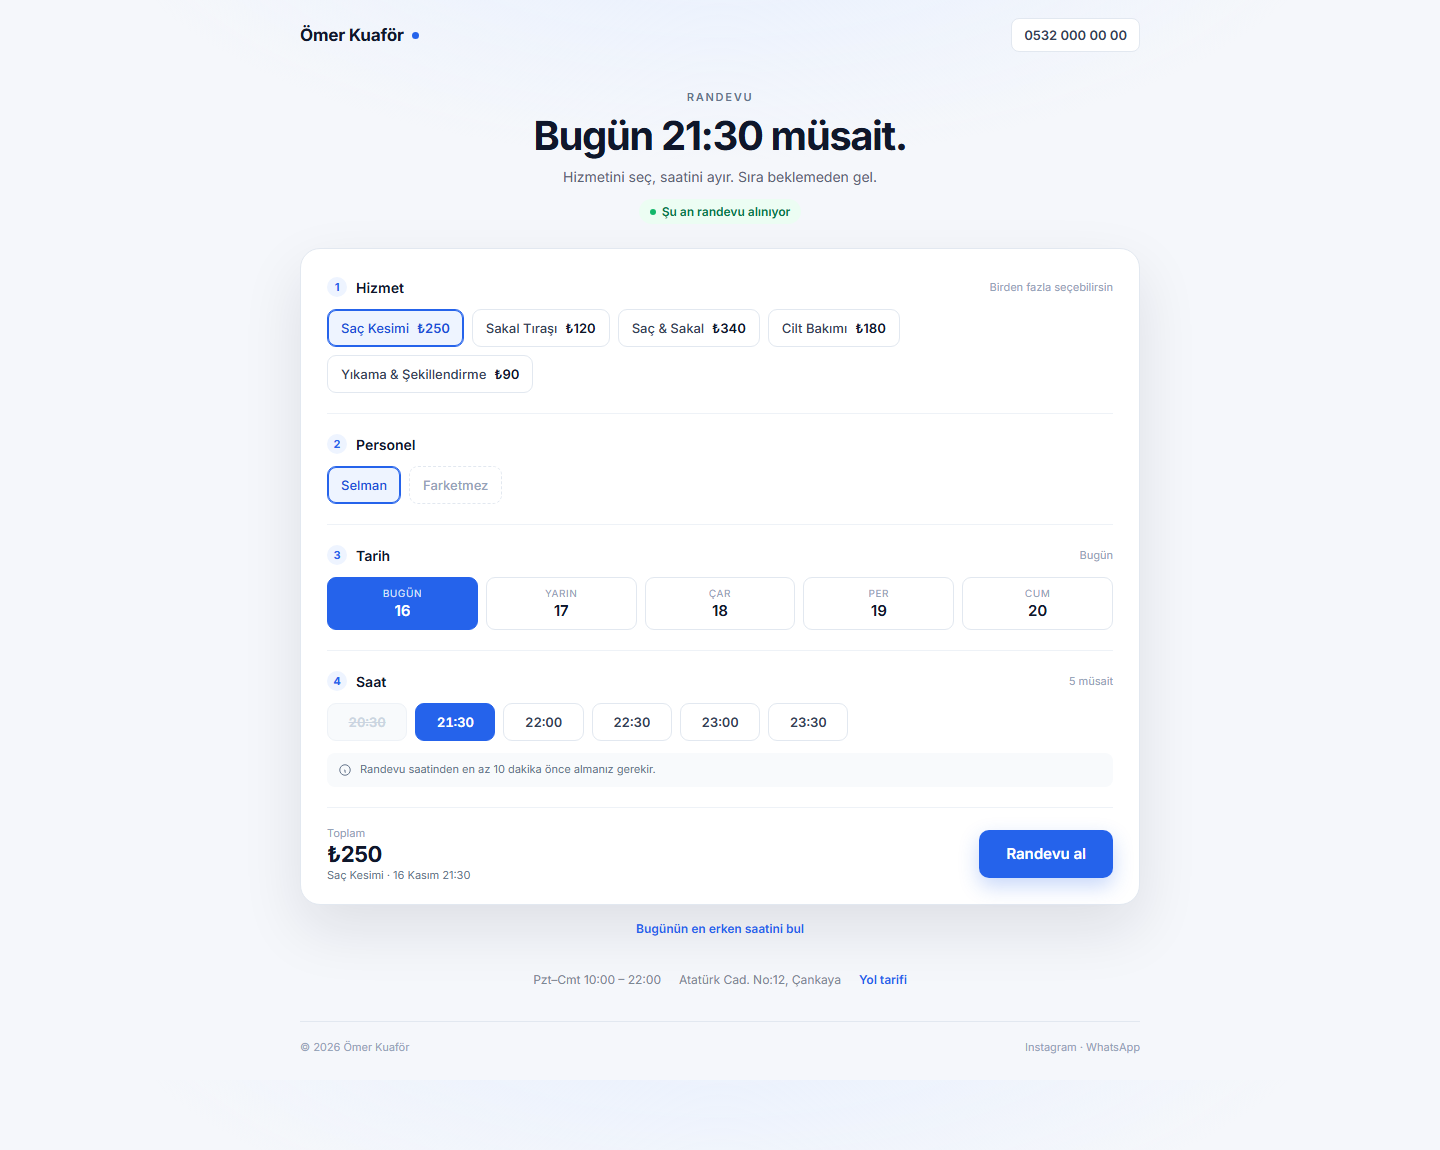 Ömer Kuaför
0532 000 00 00
RANDEVU
Bugün 21:30 müsait.
Hizmetini seç, saatini ayır. Sıra beklemeden gel.
Şu an randevu alınıyor
1 Hizmet
Birden fazla seçebilirsin
Saç Kesimi ₺250
Sakal Tıraşı ₺120
Saç & Sakal ₺340
Cilt Bakımı ₺180
Yıkama & Şekillendirme ₺90
2 Personel
Selman
Farketmez
3 Tarih
Bugün
BUGÜN
16
YARIN
17
ÇAR
18
PER
19
CUM
20
4 Saat
5 müsait
20:30
21:30
22:00
22:30
23:00
23:30
Randevu saatinden en az 10 dakika önce almanız gerekir.
Toplam
₺250
Saç Kesimi · 16 Kasım 21:30
Randevu al
Bugünün en erken saatini bul
Pzt–Cmt 10:00 – 22:00
Atatürk Cad. No:12, Çankaya
Yol tarifi
© 2026 Ömer Kuaför
Instagram · WhatsApp